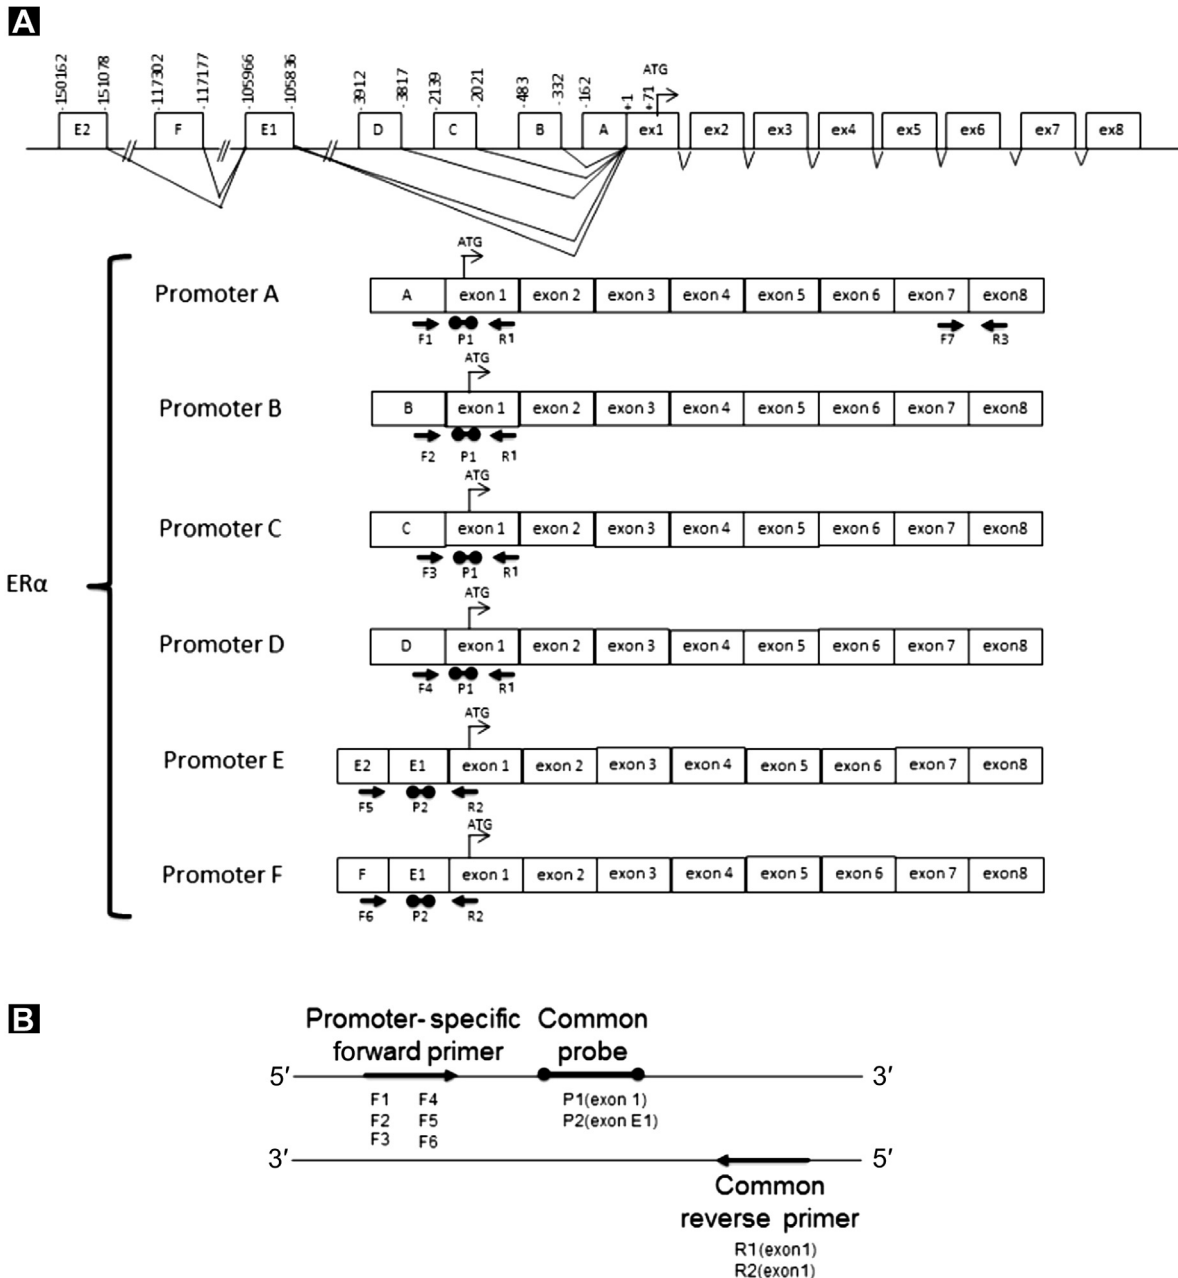 A
-150162 -151078 -117302 -117177 -105966 -105836 -3912 -3817 -2139 -2021 -483 -332 -162 +1 +71 ATG
E2 F E1 D C B A ex1 ex2 ex3 ex4 ex5 ex6 ex7 ex8
ATG
Promoter A A exon 1 exon 2 exon 3 exon 4 exon 5 exon 6 exon 7 exon8
F1 P1 R1 F7 R3
ATG
Promoter B B exon 1 exon 2 exon 3 exon 4 exon 5 exon 6 exon 7 exon8
F2 P1 R1
ATG
Promoter C C exon 1 exon 2 exon 3 exon 4 exon 5 exon 6 exon 7 exon8
F3 P1 R1
ERα
ATG
Promoter D D exon 1 exon 2 exon 3 exon 4 exon 5 exon 6 exon 7 exon8
F4 P1 R1
ATG
Promoter E E2 E1 exon 1 exon 2 exon 3 exon 4 exon 5 exon 6 exon 7 exon8
F5 P2 R2
ATG
Promoter F F E1 exon 1 exon 2 exon 3 exon 4 exon 5 exon 6 exon 7 exon8
F6 P2 R2
B
Promoter-specific Common
forward primer probe
5′ 3′
F1 F4 P1(exon 1)
F2 F5 P2(exon E1)
F3 F6
3′ 5′
Common
reverse primer
R1(exon1)
R2(exon1)